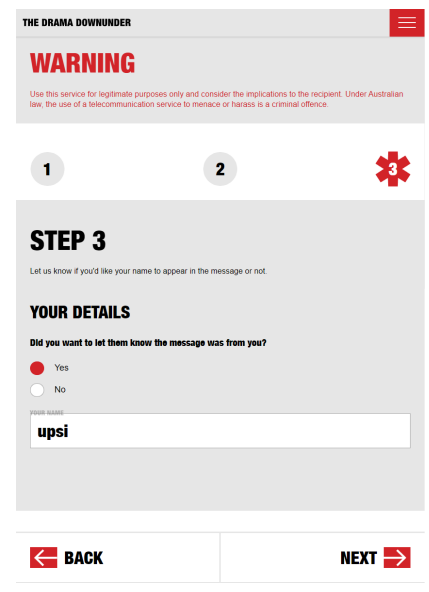 THE DRAMA DOWNUNDER
WARNING
Use this service for legitimate purposes only and consider the implications to the recipient. Under Australian
law, the use of a telecommunication service to menace or harass is a criminal offence.
1
2
3
STEP 3
Let us know if you'd like your name to appear in the message or not.
YOUR DETAILS
Did you want to let them know the message was from you?
Yes
No
YOUR NAME
upsi
BACK
NEXT